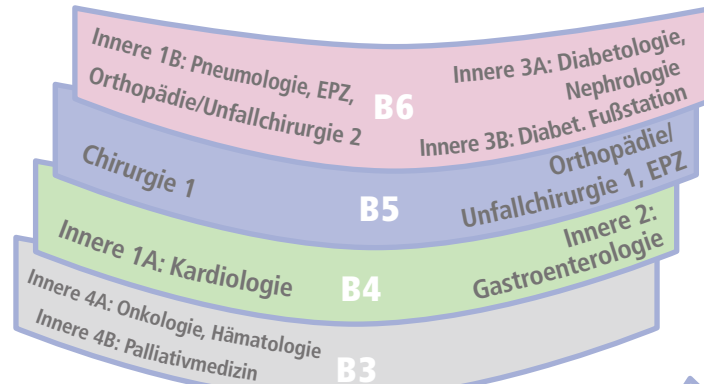 Innere 1B: Pneumologie, EPZ,
Orthopädie/Unfallchirurgie 2
B6
Innere 3A: Diabetologie,
Nephrologie
Innere 3B: Diabet. Fußstation
Chirurgie 1
B5
Orthopädie/
Unfallchirurgie 1, EPZ
Innere 1A: Kardiologie
B4
Innere 2:
Gastroenterologie
Innere 4A: Onkologie, Hämatologie
Innere 4B: Palliativmedizin
B3